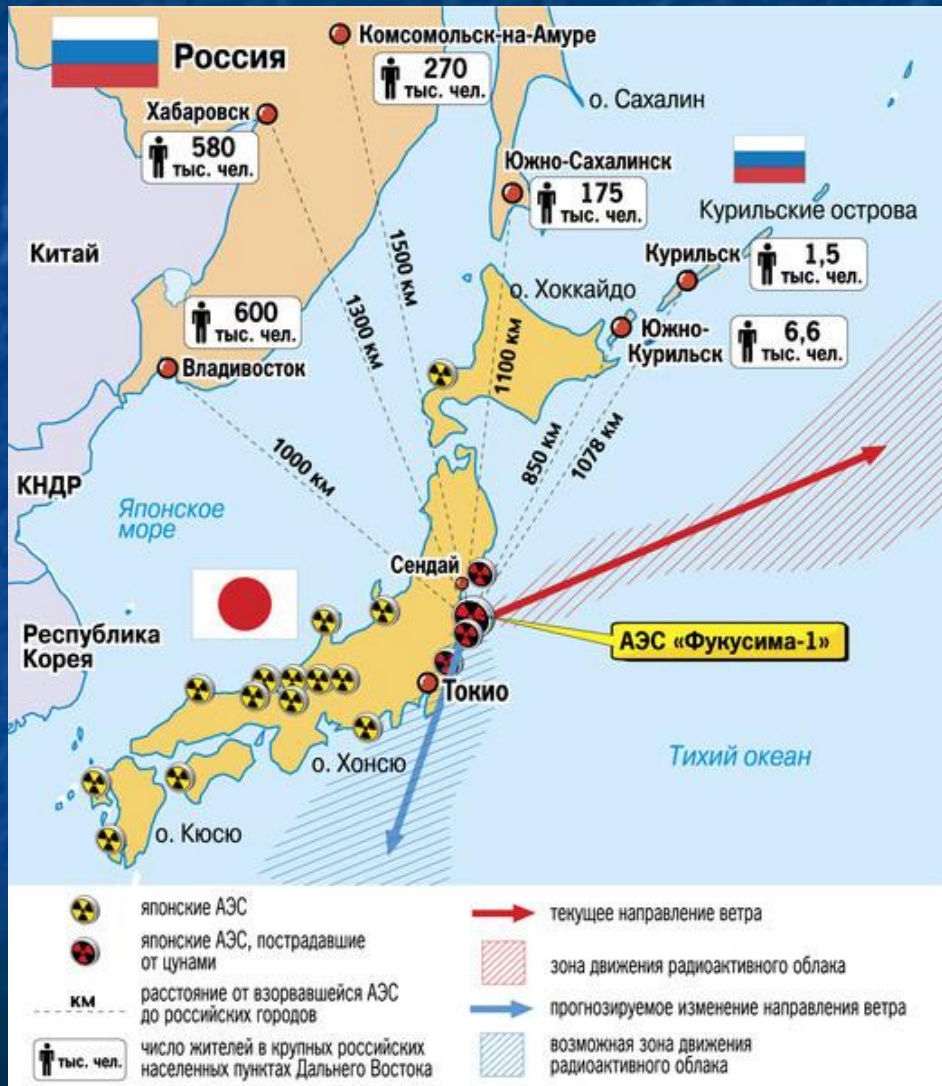 Россия
Комсомольск-на-Амуре
270
тыс. чел.
Хабаровск
580
тыс. чел.
о. Сахалин
Южно-Сахалинск
175
тыс. чел.
Курильские острова
Китай
Курильск
1,5
тыс. чел.
1500 км
1300 км
о. Хоккайдо
600
тыс. чел.
Южно-
Курильск
6,6
тыс. чел.
Владивосток
1100 км
1000 км
850 км
1078 км
КНДР
Японское
море
Сендай
Республика
Корея
АЭС «Фукусима-1»
Токио
о. Хонсю
Тихий океан
о. Кюсю
японские АЭС
японские АЭС, пострадавшие
от цунами
км
расстояние от взорвавшейся АЭС
до российских городов
тыс. чел.
число жителей в крупных российских
населенных пунктах Дальнего Востока
текущее направление ветра
зона движения радиоактивного облака
прогнозируемое изменение направления ветра
возможная зона движения
радиоактивного облака